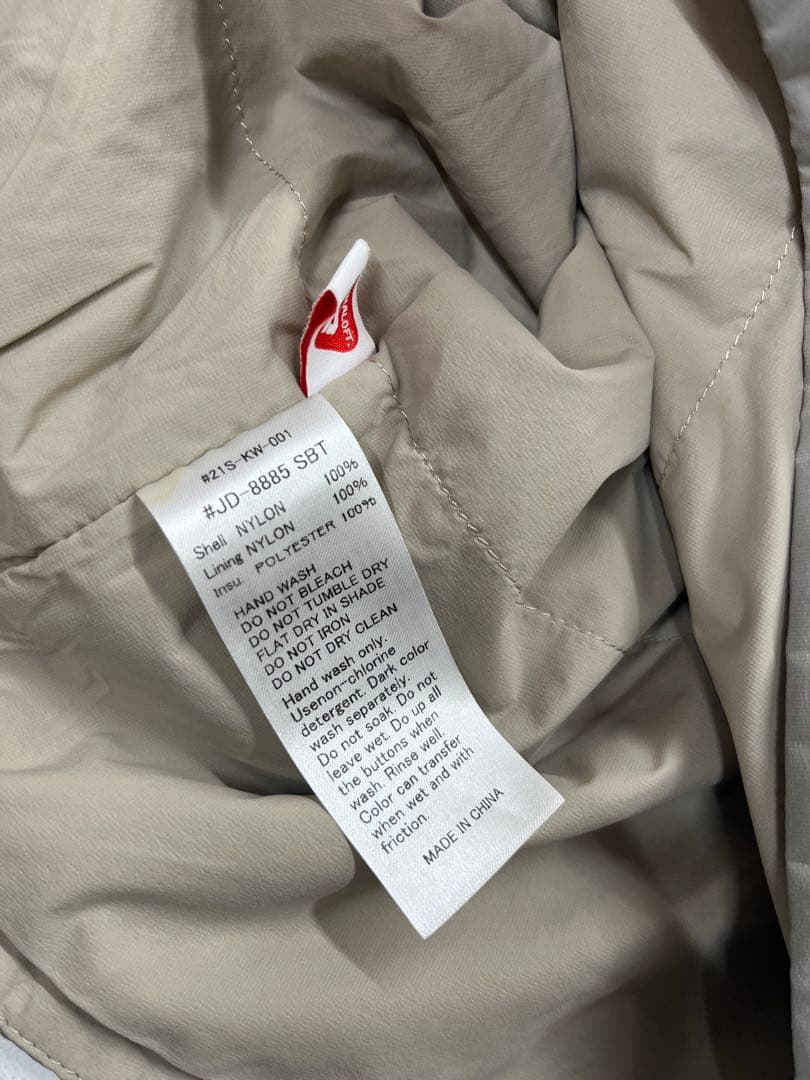 #21S-KW-001
#JD-8885 SBT
Shell NYLON 100%
Lining NYLON 100%
Insu. POLYESTER 100%
HAND WASH
DO NOT BLEACH
DO NOT TUMBLE DRY
FLAT DRY IN SHADE
DO NOT IRON
DO NOT DRY CLEAN
Hand wash only.
Usenon-chlorine
detergent. Dark color
wash separately.
Do not soak. Do not
leave wet. Do up all
the buttons when
wash. Rinse well.
Color can transfer
when wet and with
friction.
MADE IN CHINA